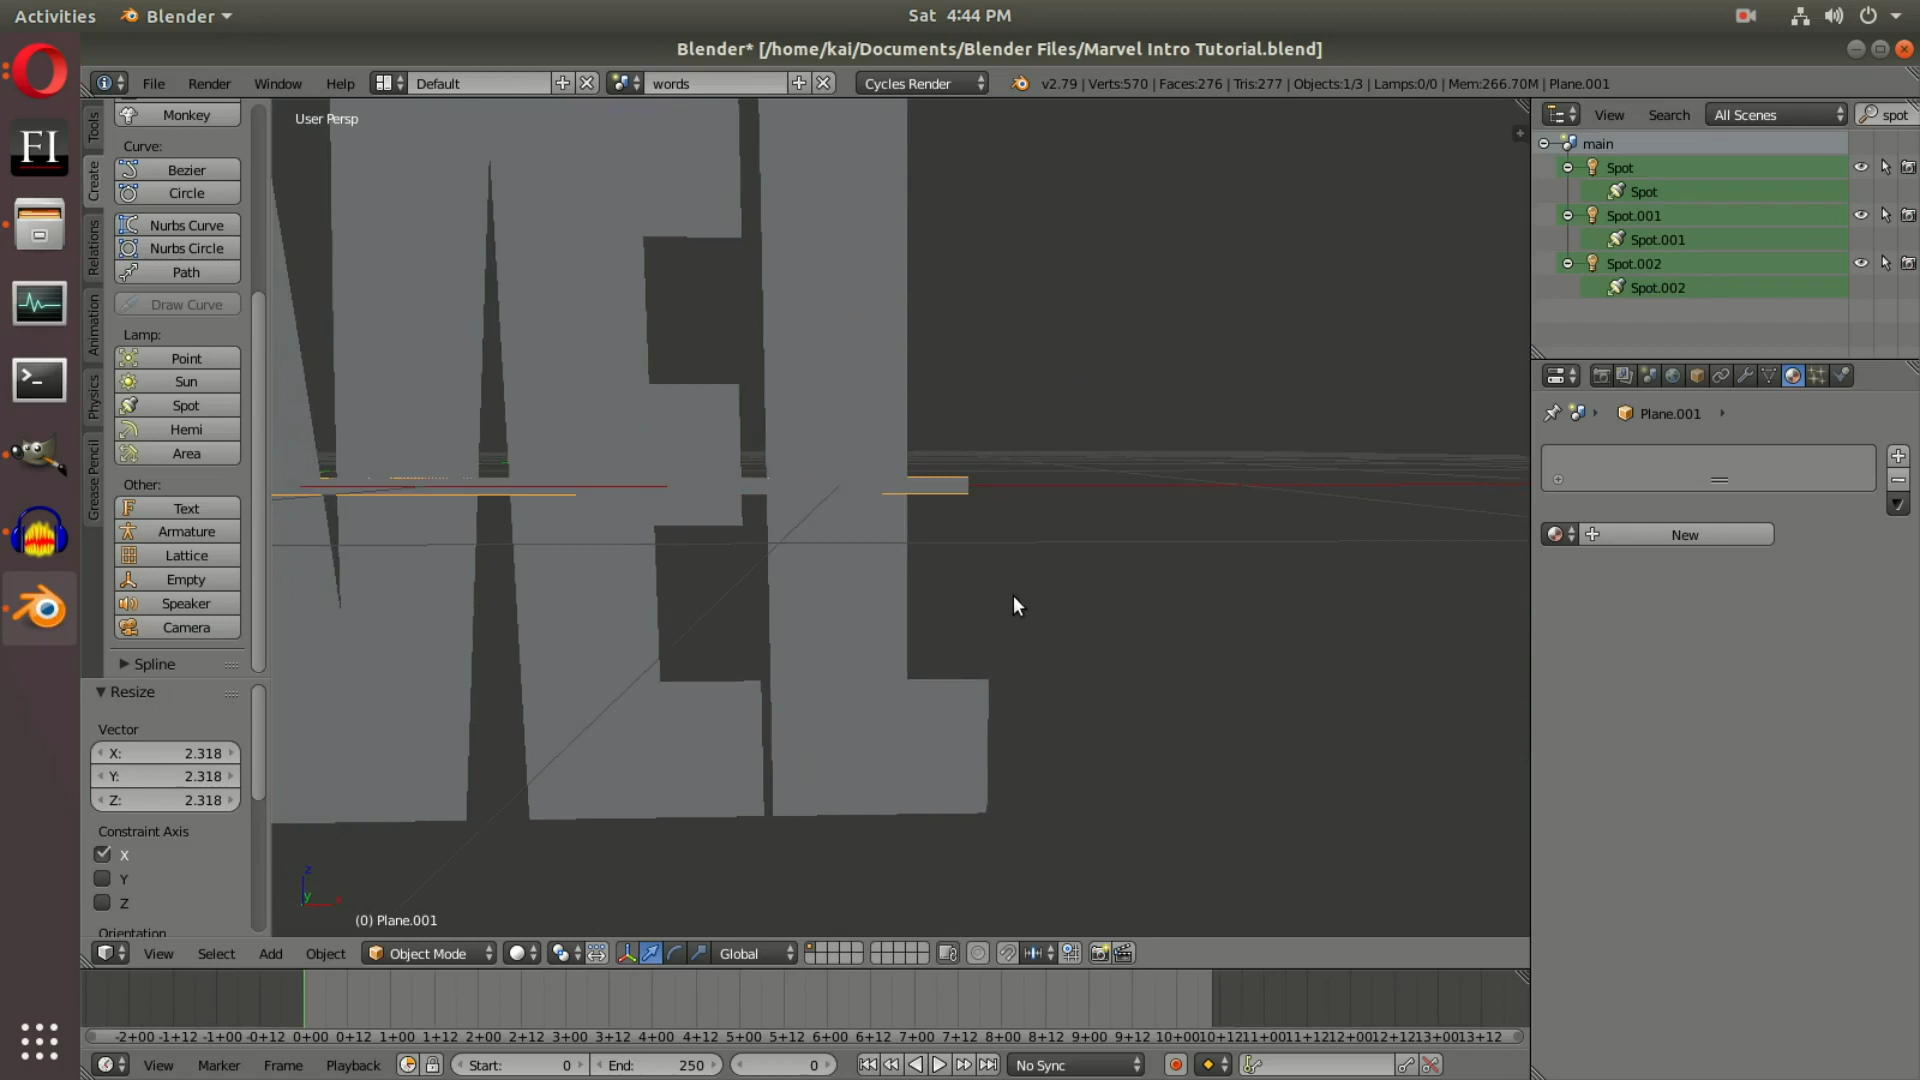 Activities Blender Sat 4:44 PM
Blender* [/home/kai/Documents/Blender Files/Marvel Intro Tutorial.blend]
File Render Window Help Default words Cycles Render v2.79 | Verts:570 | Faces:276 | Tris:277 | Objects:1/3 | Lamps:0/0 | Mem:266.70M | Plane.001
FI
Tools
Create
Relations
Animation
Physics
Grease Pencil
Monkey
Curve:
Bezier
Circle
Nurbs Curve
Nurbs Circle
Path
Draw Curve
Lamp:
Point
Sun
Spot
Hemi
Area
Other:
Text
Armature
Lattice
Empty
Speaker
Camera
Spline
Resize
Vector
X: 2.318
Y: 2.318
Z: 2.318
Constraint Axis
X
Y
Z
Orientation
User Persp
z
y
x
(0) Plane.001
View Search All Scenes spot
main
Spot
Spot
Spot.001
Spot.001
Spot.002
Spot.002
Plane.001
New
View Select Add Object Object Mode Global
-2+00 -1+12 -1+00 -0+12 0+00 0+12 1+00 1+12 2+00 2+12 3+00 3+12 4+00 4+12 5+00 5+12 6+00 6+12 7+00 7+12 8+00 8+12 9+00 9+12 10+00 10+12 11+00 11+12 12+00 12+12 13+00 13+12
View Marker Frame Playback Start: 0 End: 250 0 No Sync